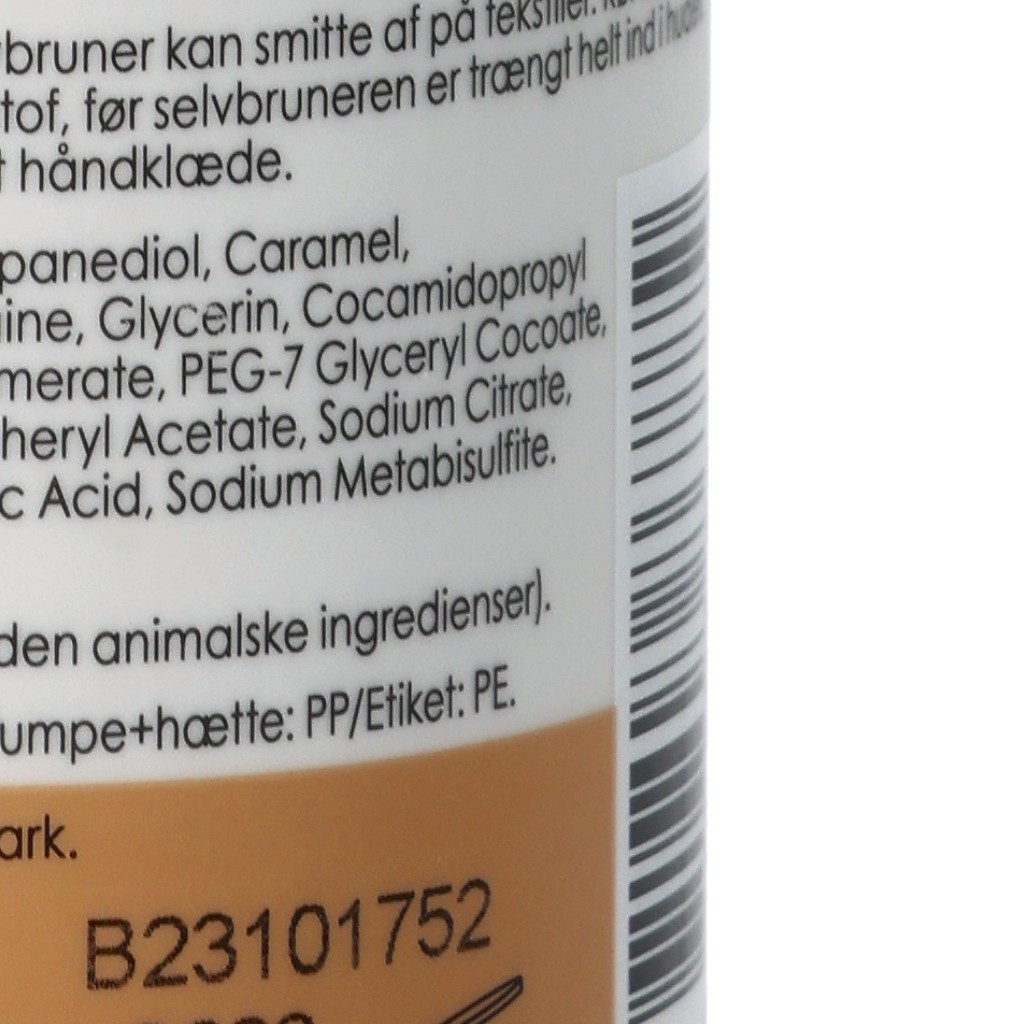 bruner kan smitte af på tekstiler.
tof, før selvbruneren er trængt helt ind i huden
håndklæde.
panediol, Caramel,
ine, Glycerin, Cocamidopropyl
merate, PEG-7 Glyceryl Cocoate,
heryl Acetate, Sodium Citrate,
c Acid, Sodium Metabisulfite.
den animalske ingredienser).
umpe+hætte: PP/Etiket: PE.
ark.
B23101752